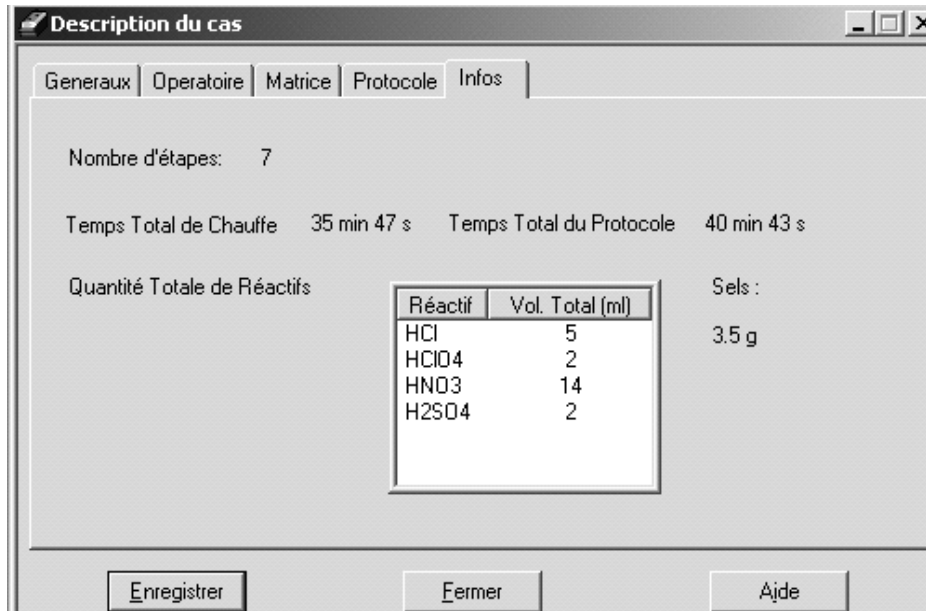 Description du cas
Generaux Operatoire Matrice Protocole Infos
Nombre d'étapes: 7
Temps Total de Chauffe 35 min 47 s Temps Total du Protocole 40 min 43 s
Quantité Totale de Réactifs
Réactif Vol. Total (ml)
HCl 5
HClO4 2
HNO3 14
H2SO4 2
Sels :
3.5 g
Enregistrer Fermer Aide